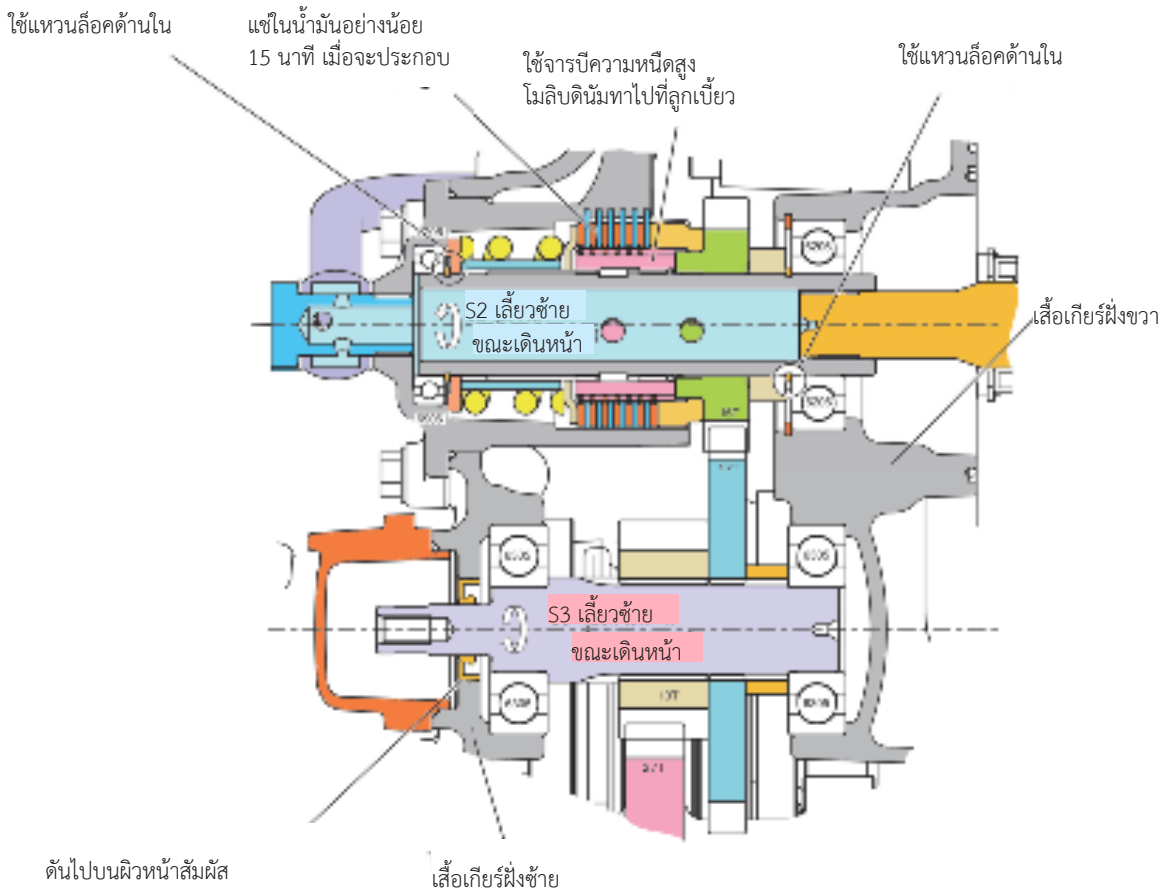 ใช้แหวนล็อคด้านใน
แช่ในน้ำมันอย่างน้อย
15 นาที เมื่อจะประกอบ
ใช้จารบีความหนืดสูง
โมลิบดินัมทาไปที่ลูกเบี้ยว
ใช้แหวนล็อคด้านใน
6205
S2 เลี้ยวซ้าย
ขณะเดินหน้า
เสื้อเกียร์ฝั่งขวา
6205
S3 เลี้ยวซ้าย
ขณะเดินหน้า
ดันไปบนผิวหน้าสัมผัส
เสื้อเกียร์ฝั่งซ้าย